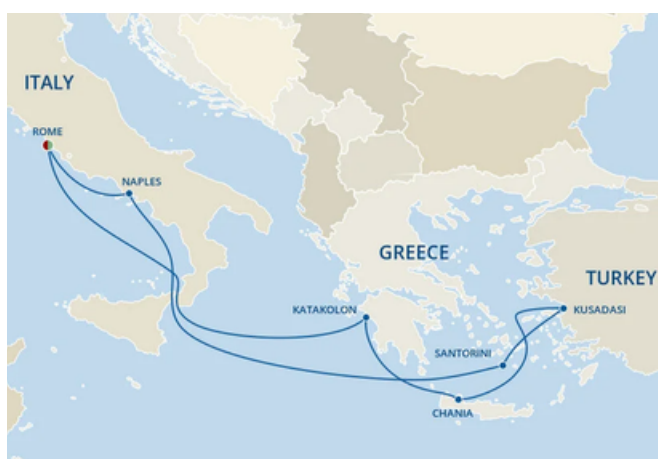 ITALY
ROME
NAPLES
GREECE
TURKEY
KATAKOLON
KUSADASI
SANTORINI
CHANIA